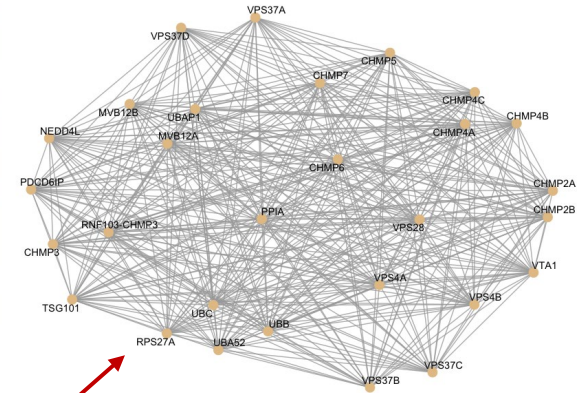 VPS37A
VPS37D
CHMP5
CHMP7
CHMP4C
MVB12B
UBAP1
CHMP4B
NEDD4L
CHMP4A
MVB12A
CHMP6
PDCD6IP
CHMP2A
CHMP2B
PPIA
RNF103-CHMP3
VPS28
CHMP3
VTA1
VPS4A
TSG101
VPS4B
UBC
UBB
RPS27A
UBA52
VPS37C
VPS37B